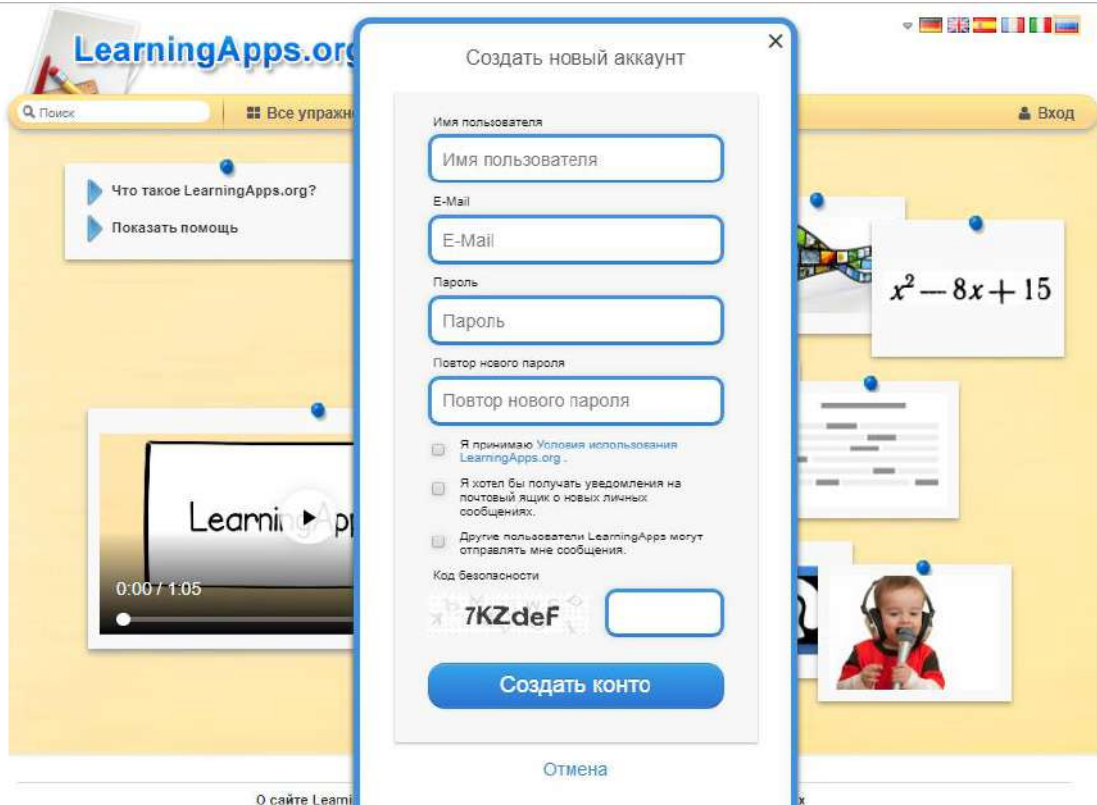 LearningApps.org
Поиск
Все упражн
Вход
Что такое LearningApps.org?
Показать помощь
Создать новый аккаунт
Имя пользователя
Имя пользователя
E-Mail
E-Mail
Пароль
Пароль
Повтор нового пароля
Повтор нового пароля
Я принимаю Условия использования
LearningApps.org .
Я хотел бы получать уведомления на
почтовый ящик о новых личных
сообщениях.
Другие пользователи LearningApps могут
отправлять мне сообщения.
Код безопасности
7KZdeF
Создать конто
Отмена
x² — 8x + 15
LearningApp
0:00 / 1:05
О сайте Learni
х